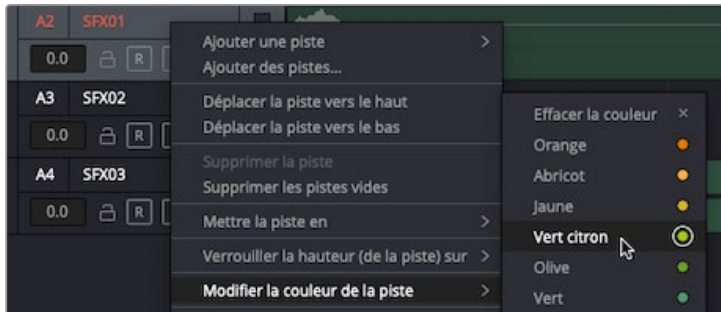 A2 SFX01
0.0 R
A3 SFX02
0.0 R
A4 SFX03
0.0 R
Ajouter une piste >
Ajouter des pistes...
Déplacer la piste vers le haut
Déplacer la piste vers le bas
Supprimer la piste
Supprimer les pistes vides
Mettre la piste en >
Verrouiller la hauteur (de la piste) sur >
Modifier la couleur de la piste >
Effacer la couleur ×
Orange
Abricot
Jaune
Vert citron
Olive
Vert